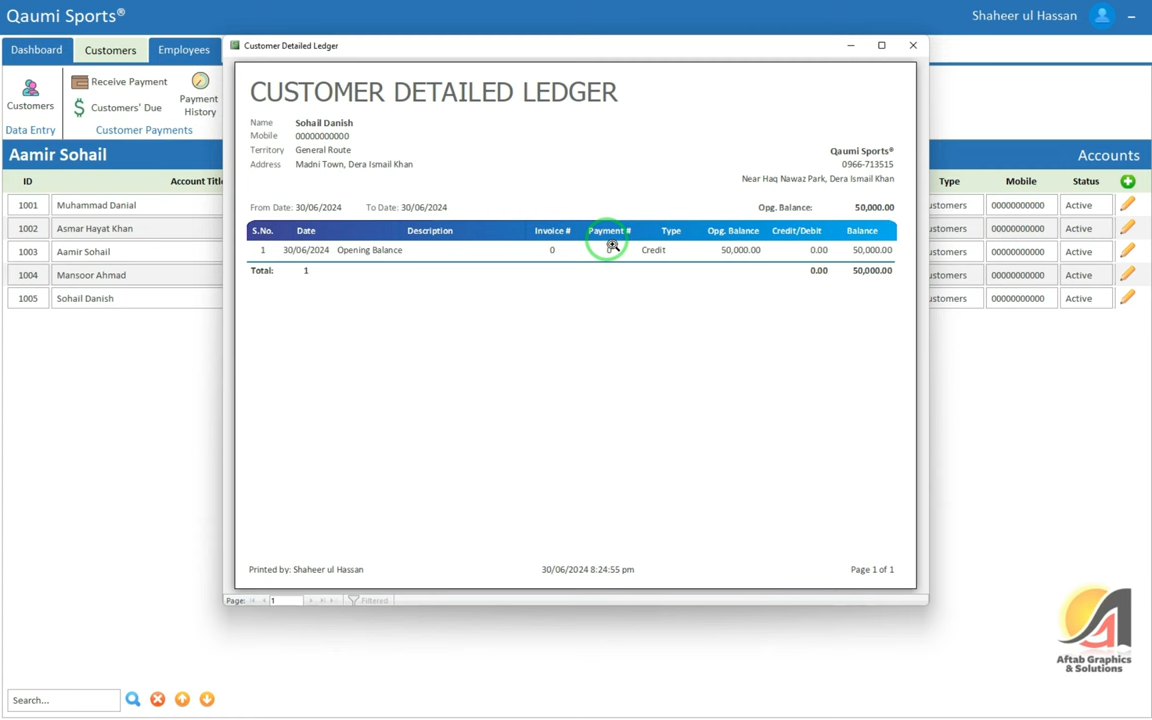 Qaumi Sports®
Shaheer ul Hassan
Dashboard Customers Employees
Customer Detailed Ledger
Customers
Receive Payment
Customers' Due
Payment
History
Data Entry
Customer Payments
Aamir Sohail
Accounts
ID Account Title
Type Mobile Status
1001 Muhammad Danial
ustomers 00000000000 Active
1002 Asmar Hayat Khan
ustomers 00000000000 Active
1003 Aamir Sohail
ustomers 00000000000 Active
1004 Mansoor Ahmad
ustomers 00000000000 Active
1005 Sohail Danish
ustomers 00000000000 Active
CUSTOMER DETAILED LEDGER
Name Sohail Danish
Mobile 00000000000
Territory General Route
Address Madni Town, Dera Ismail Khan
Qaumi Sports®
0966-713515
Near Haq Nawaz Park, Dera Ismail Khan
From Date: 30/06/2024 To Date: 30/06/2024 Opg. Balance: 50,000.00
S.No. Date Description Invoice # Payment # Type Opg. Balance Credit/Debit Balance
1 30/06/2024 Opening Balance 0 0 Credit 50,000.00 0.00 50,000.00
Total: 1 0.00 50,000.00
Printed by: Shaheer ul Hassan 30/06/2024 8:24:55 pm Page 1 of 1
Page: 1 Filtered
Search...
Aftab Graphics
& Solutions